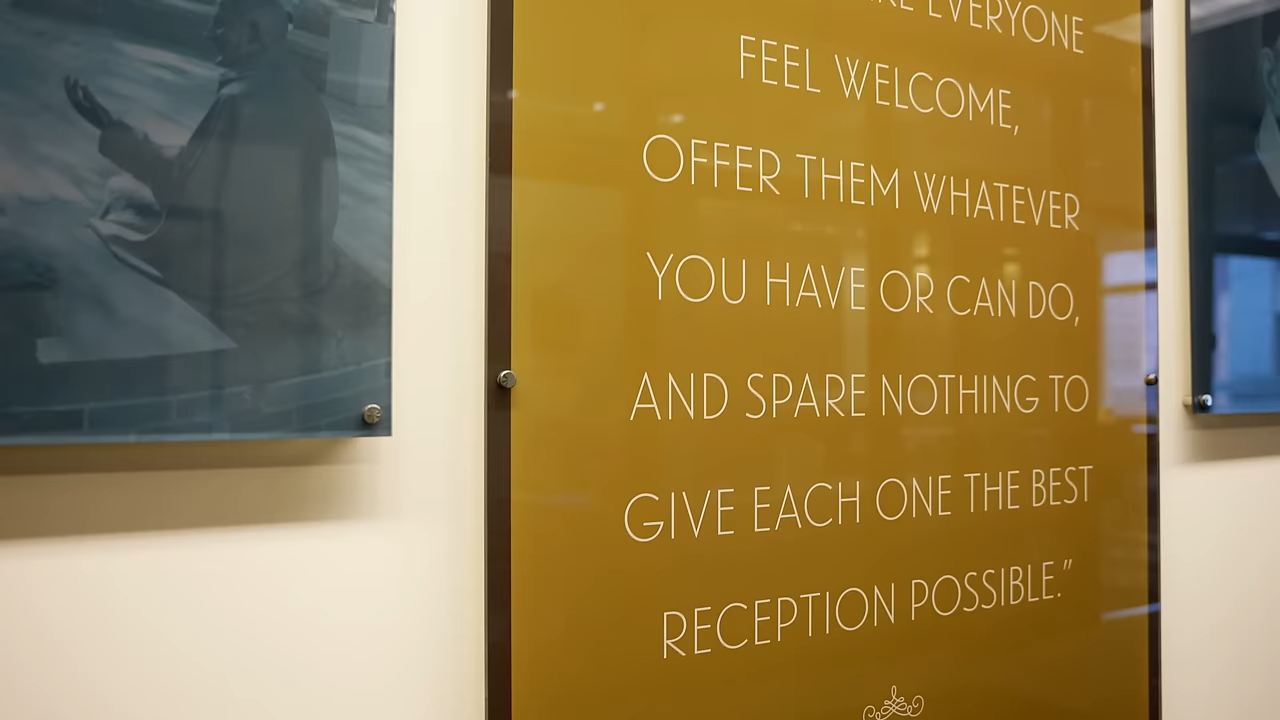 EVERYONE
FEEL WELCOME,
OFFER THEM WHATEVER
YOU HAVE OR CAN DO,
AND SPARE NOTHING TO
GIVE EACH ONE THE BEST
RECEPTION POSSIBLE.”